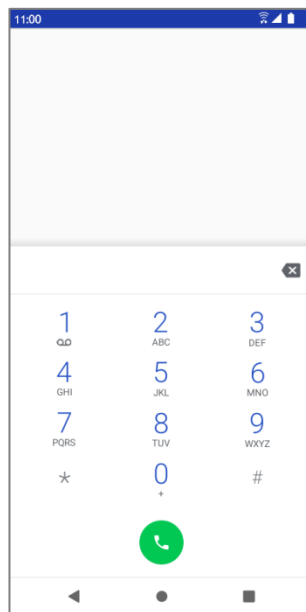 11:00
1 2 3
ABC DEF
4 5 6
GHI JKL MNO
7 8 9
PQRS TUV WXYZ
* 0 #
+